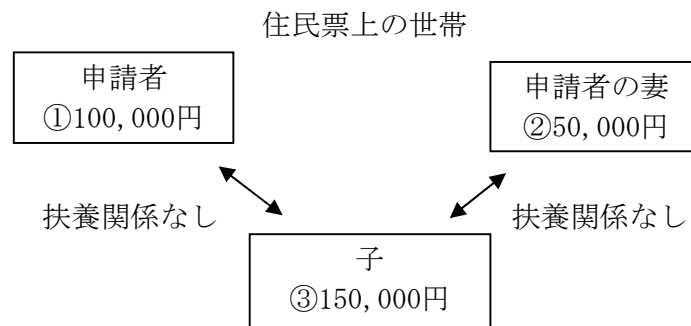 住民票上の世帯
申請者
①100,000円
申請者の妻
②50,000円
扶養関係なし
扶養関係なし
子
③150,000円